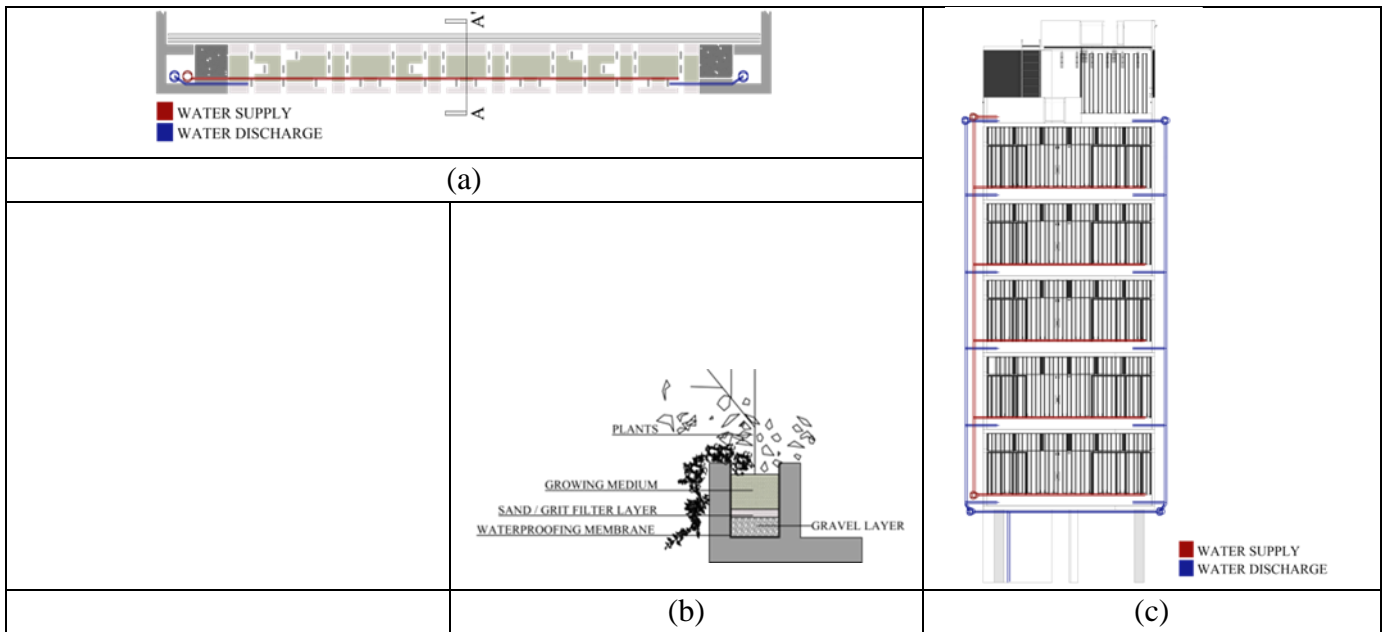 A'
A
WATER SUPPLY
WATER DISCHARGE
(a)
PLANTS
GROWING MEDIUM
SAND / GRIT FILTER LAYER
WATERPROOFING MEMBRANE
GRAVEL LAYER
(b)
WATER SUPPLY
WATER DISCHARGE
(c)